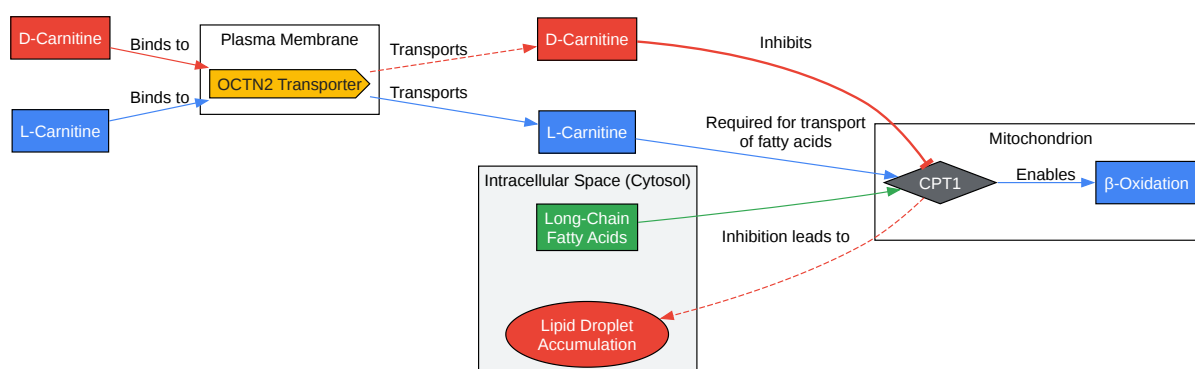 D-Carnitine
Binds to
Plasma Membrane
OCTN2 Transporter
L-Carnitine
Binds to
Transports
D-Carnitine
Transports
L-Carnitine
Inhibits
Required for transport
of fatty acids
Mitochondrion
CPT1
Enables
β-Oxidation
Intracellular Space (Cytosol)
Long-Chain
Fatty Acids
Inhibition leads to
Lipid Droplet
Accumulation